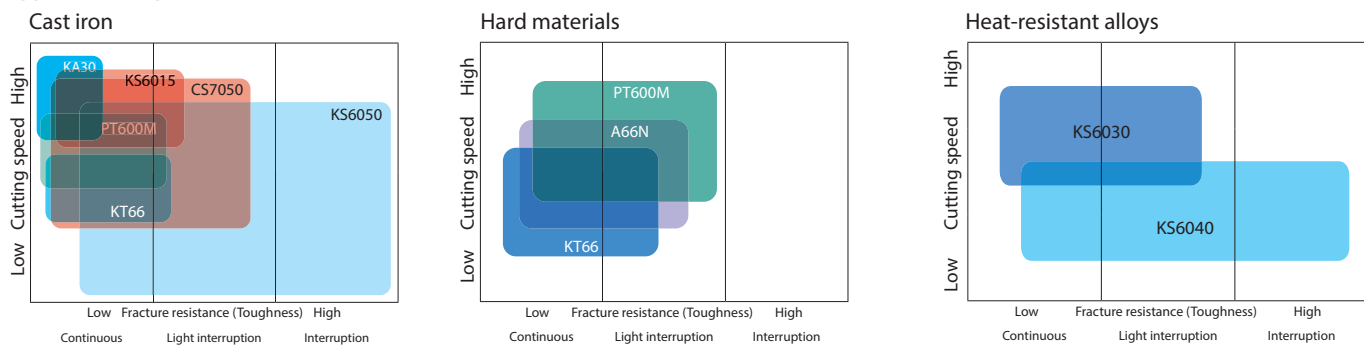 Cast iron
Hard materials
Heat-resistant alloys
High
Cutting speed
Low
KA30
KS6015
CS7050
KS6050
PT600M
KT66
Low Fracture resistance (Toughness) High
Continuous Light interruption Interruption
High
Cutting speed
Low
PT600M
A66N
KT66
Low Fracture resistance (Toughness) High
Continuous Light interruption Interruption
High
Cutting speed
Low
KS6030
KS6040
Low Fracture resistance (Toughness) High
Continuous Light interruption Interruption